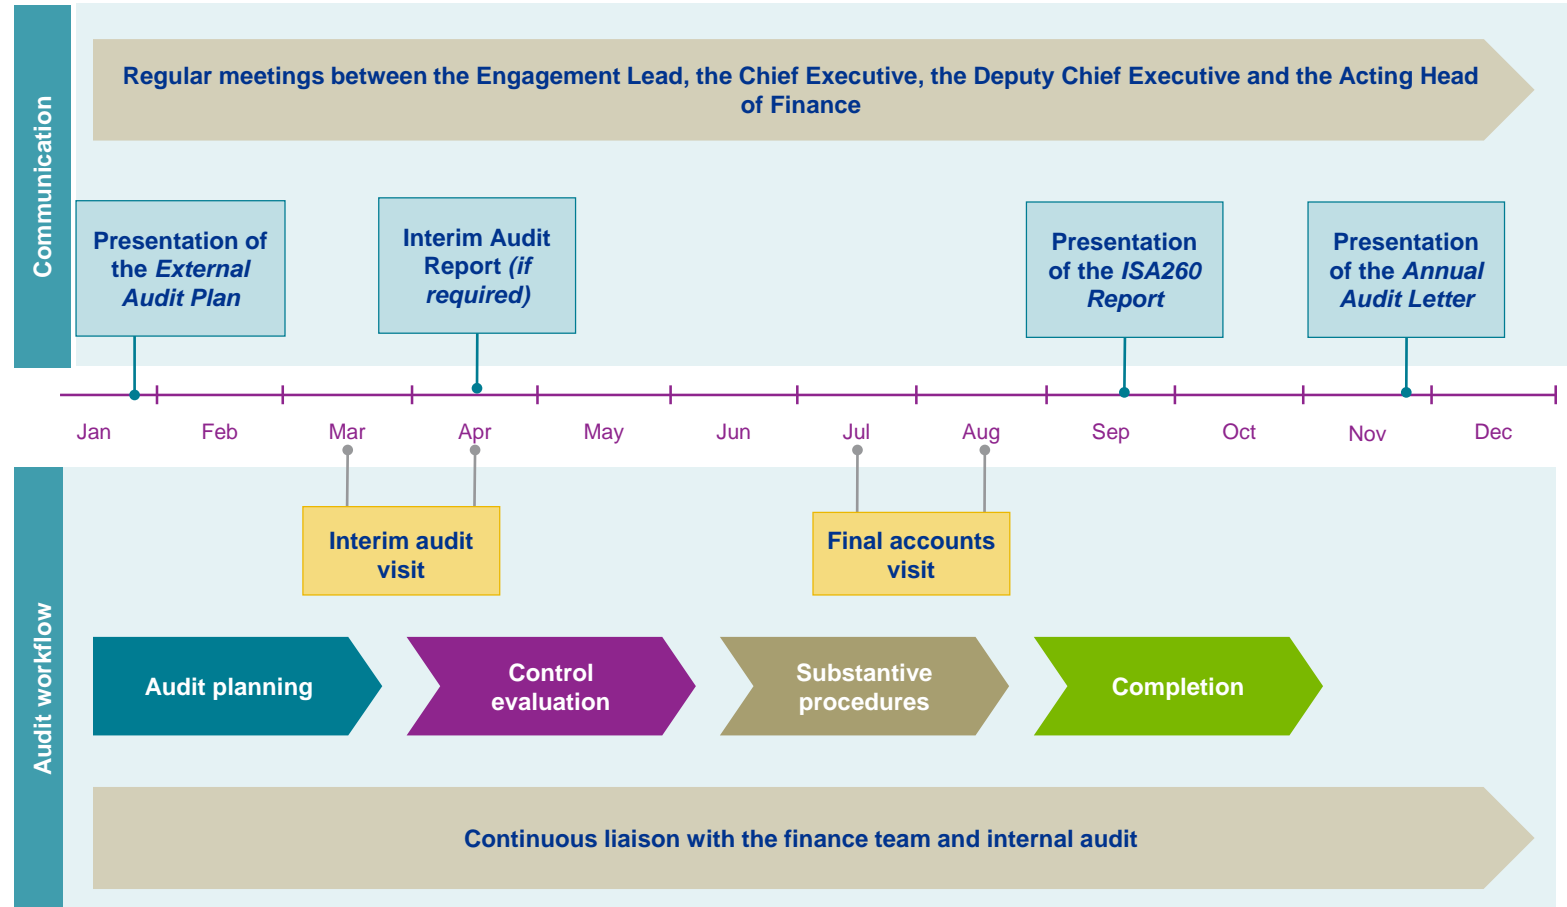 Communication
Regular meetings between the Engagement Lead, the Chief Executive, the Deputy Chief Executive and the Acting Head
of Finance
Presentation of
the External
Audit Plan
Interim Audit
Report (if
required)
Presentation
of the ISA260
Report
Presentation
of the Annual
Audit Letter
Jan Feb Mar Apr May Jun Jul Aug Sep Oct Nov Dec
Audit workflow
Interim audit
visit
Final accounts
visit
Audit planning
Control
evaluation
Substantive
procedures
Completion
Continuous liaison with the finance team and internal audit